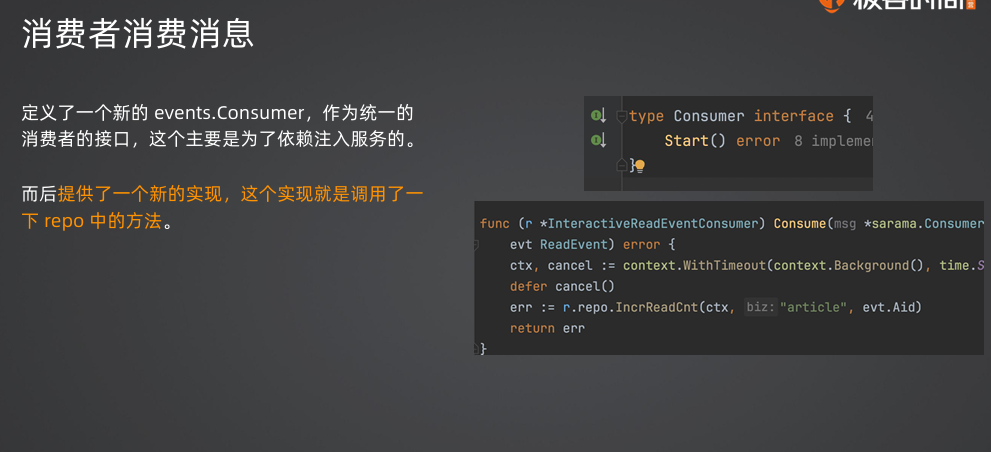 消费者消费消息
定义了一个新的 events.Consumer，作为统一的
消费者的接口，这个主要是为了依赖注入服务的。
而后提供了一个新的实现，这个实现就是调用了一
下 repo 中的方法。
type Consumer interface { 4
Start() error 8 implemen
}
func (r *InteractiveReadEventConsumer) Consume(msg *sarama.Consumer
evt ReadEvent) error {
ctx, cancel := context.WithTimeout(context.Background(), time.S
defer cancel()
err := r.repo.IncrReadCnt(ctx, biz: "article", evt.Aid)
return err
}